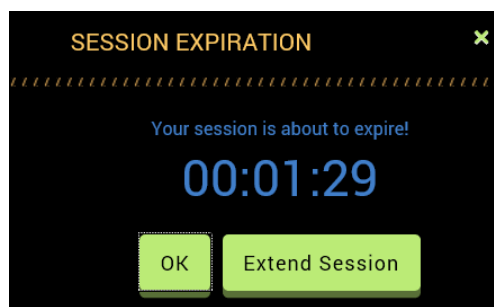 SESSION EXPIRATION
Your session is about to expire!
00:01:29
OK Extend Session